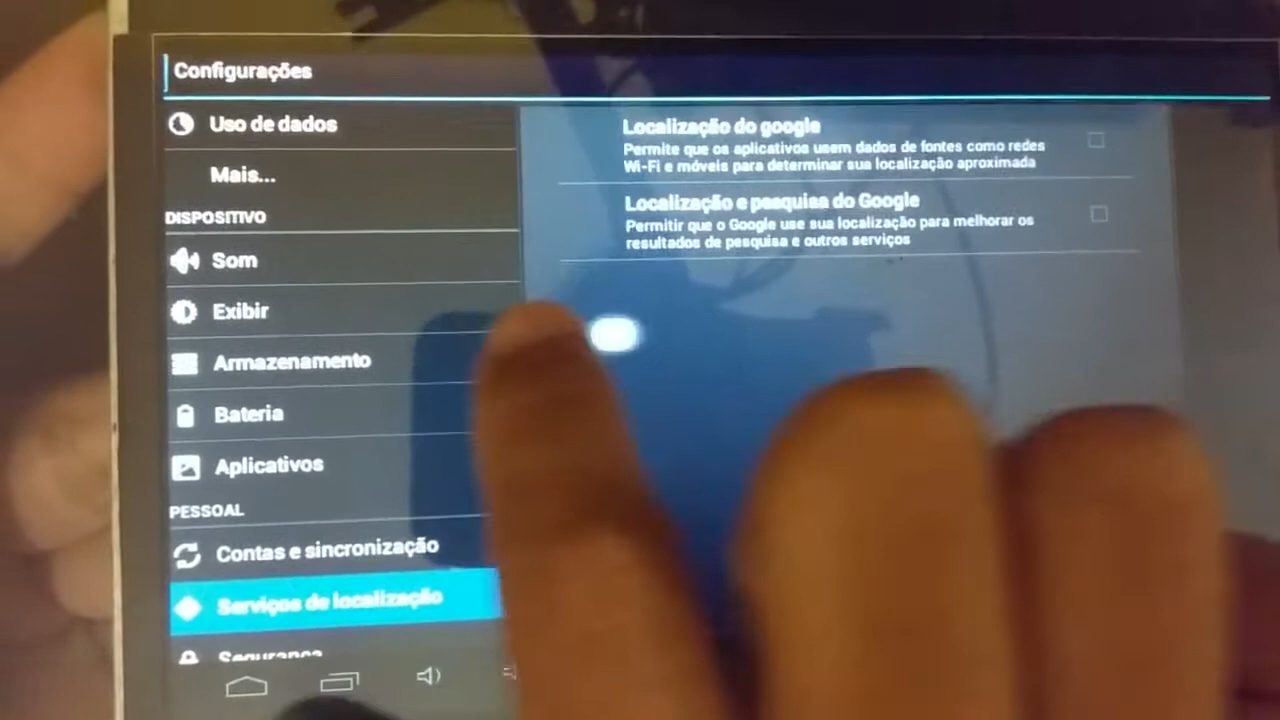 Configurações
Uso de dados
Mais...
DISPOSITIVO
Som
Exibir
Armazenamento
Bateria
Aplicativos
PESSOAL
Contas e sincronização
Serviços de localização
Segurança
Localização do google
Permite que os aplicativos usem dados de fontes como redes
Wi-Fi e móveis para determinar sua localização aproximada
Localização e pesquisa do Google
Permitir que o Google use sua localização para melhorar os
resultados de pesquisa e outros serviços